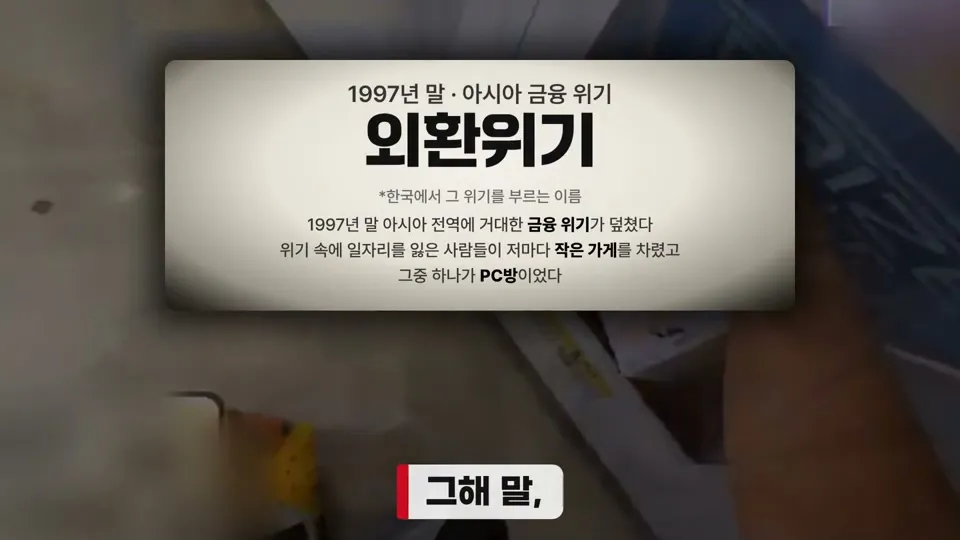 1997년 말 · 아시아 금융 위기
외환위기
*한국에서 그 위기를 부르는 이름
1997년 말 아시아 전역에 거대한 금융 위기가 덮쳤다
위기 속에 일자리를 잃은 사람들이 저마다 작은 가게를 차렸고
그중 하나가 PC방이었다
그해 말,